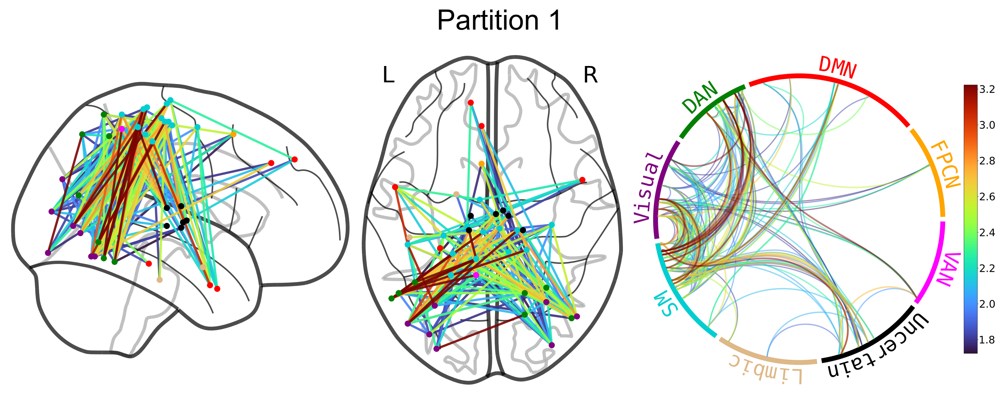 Partition 1
L
R
DMN
DAN
FPCN
Visual
VAN
SM
Uncertain
Limbic
3.2
3.0
2.8
2.6
2.4
2.2
2.0
1.8